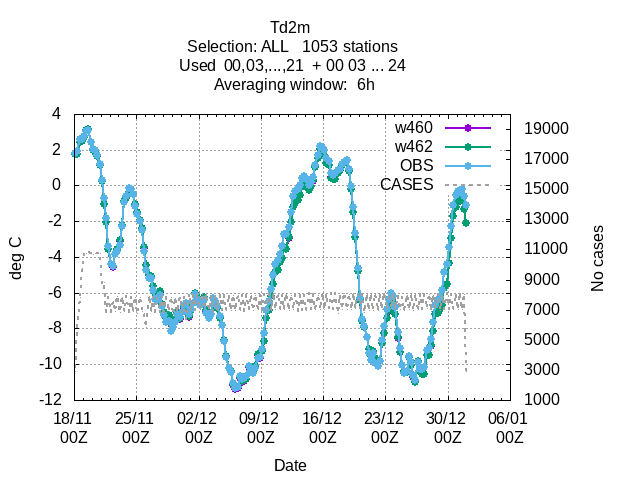 Td2m
Selection: ALL   1053 stations
Used  00,03,...,21  + 00 03 ... 24
Averaging window:  6h
w460
w462
OBS
CASES
4
2
0
-2
-4
-6
-8
-10
-12
deg C
19000
17000
15000
13000
11000
9000
7000
5000
3000
1000
No cases
18/11 25/11 02/12 09/12 16/12 23/12 30/12 06/01
00Z 00Z 00Z 00Z 00Z 00Z 00Z 00Z
Date